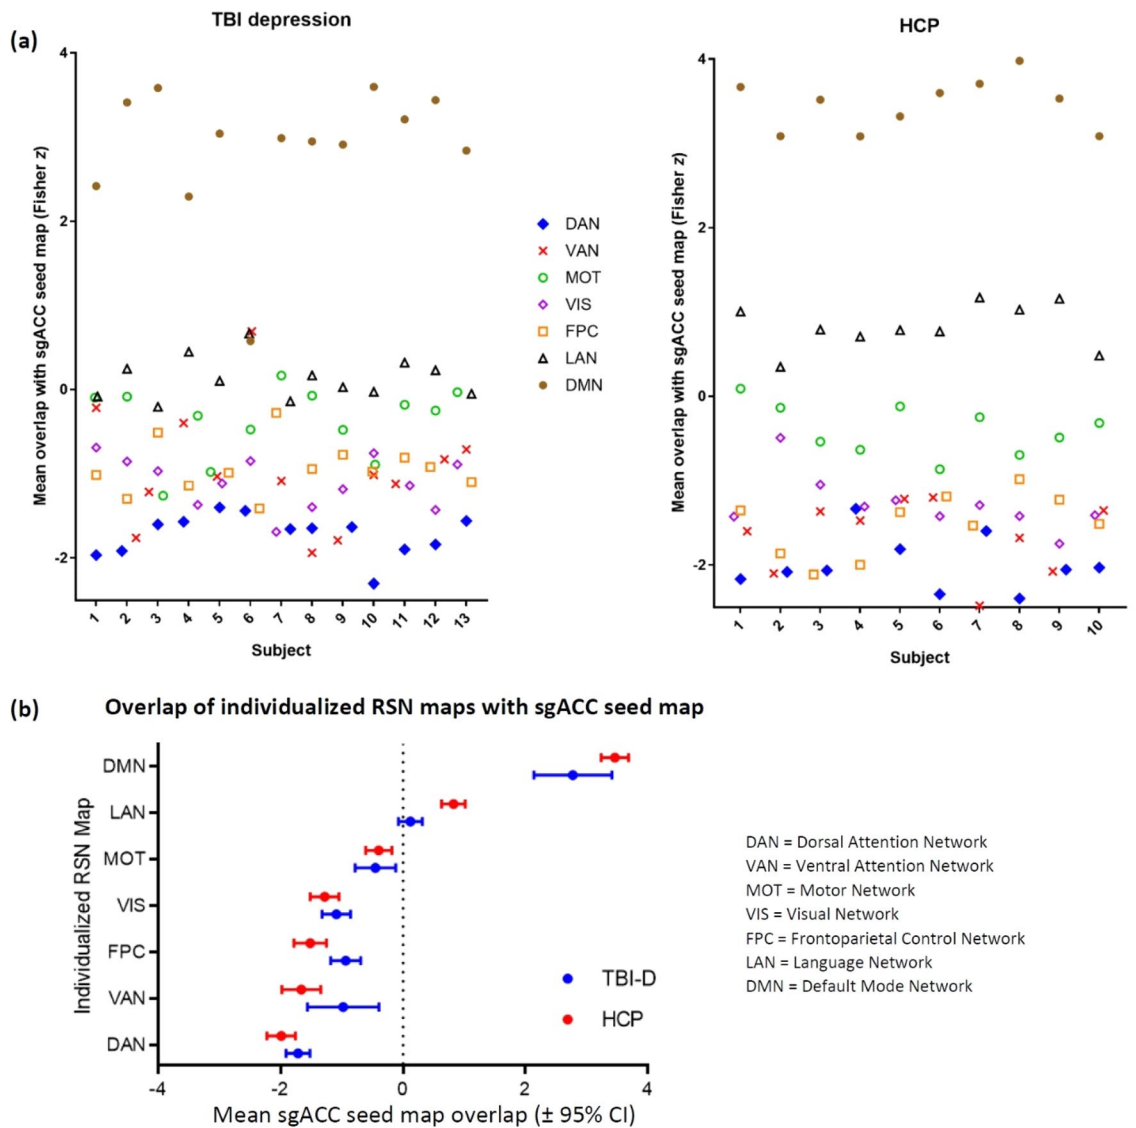 (a)
TBI depression
4
2
0
-2
Mean overlap with sgACC seed map (Fisher z)
1 2 3 4 5 6 7 8 9 10 11 12 13
Subject
DAN
VAN
MOT
VIS
FPC
LAN
DMN
HCP
4
2
0
-2
Mean overlap with sgACC seed map (Fisher z)
1 2 3 4 5 6 7 8 9 10
Subject
(b)
Overlap of individualized RSN maps with sgACC seed map
Individualized RSN Map
DMN
LAN
MOT
VIS
FPC
VAN
DAN
TBI-D
HCP
-4 -2 0 2 4
Mean sgACC seed map overlap (± 95% CI)
DAN = Dorsal Attention Network
VAN = Ventral Attention Network
MOT = Motor Network
VIS = Visual Network
FPC = Frontoparietal Control Network
LAN = Language Network
DMN = Default Mode Network